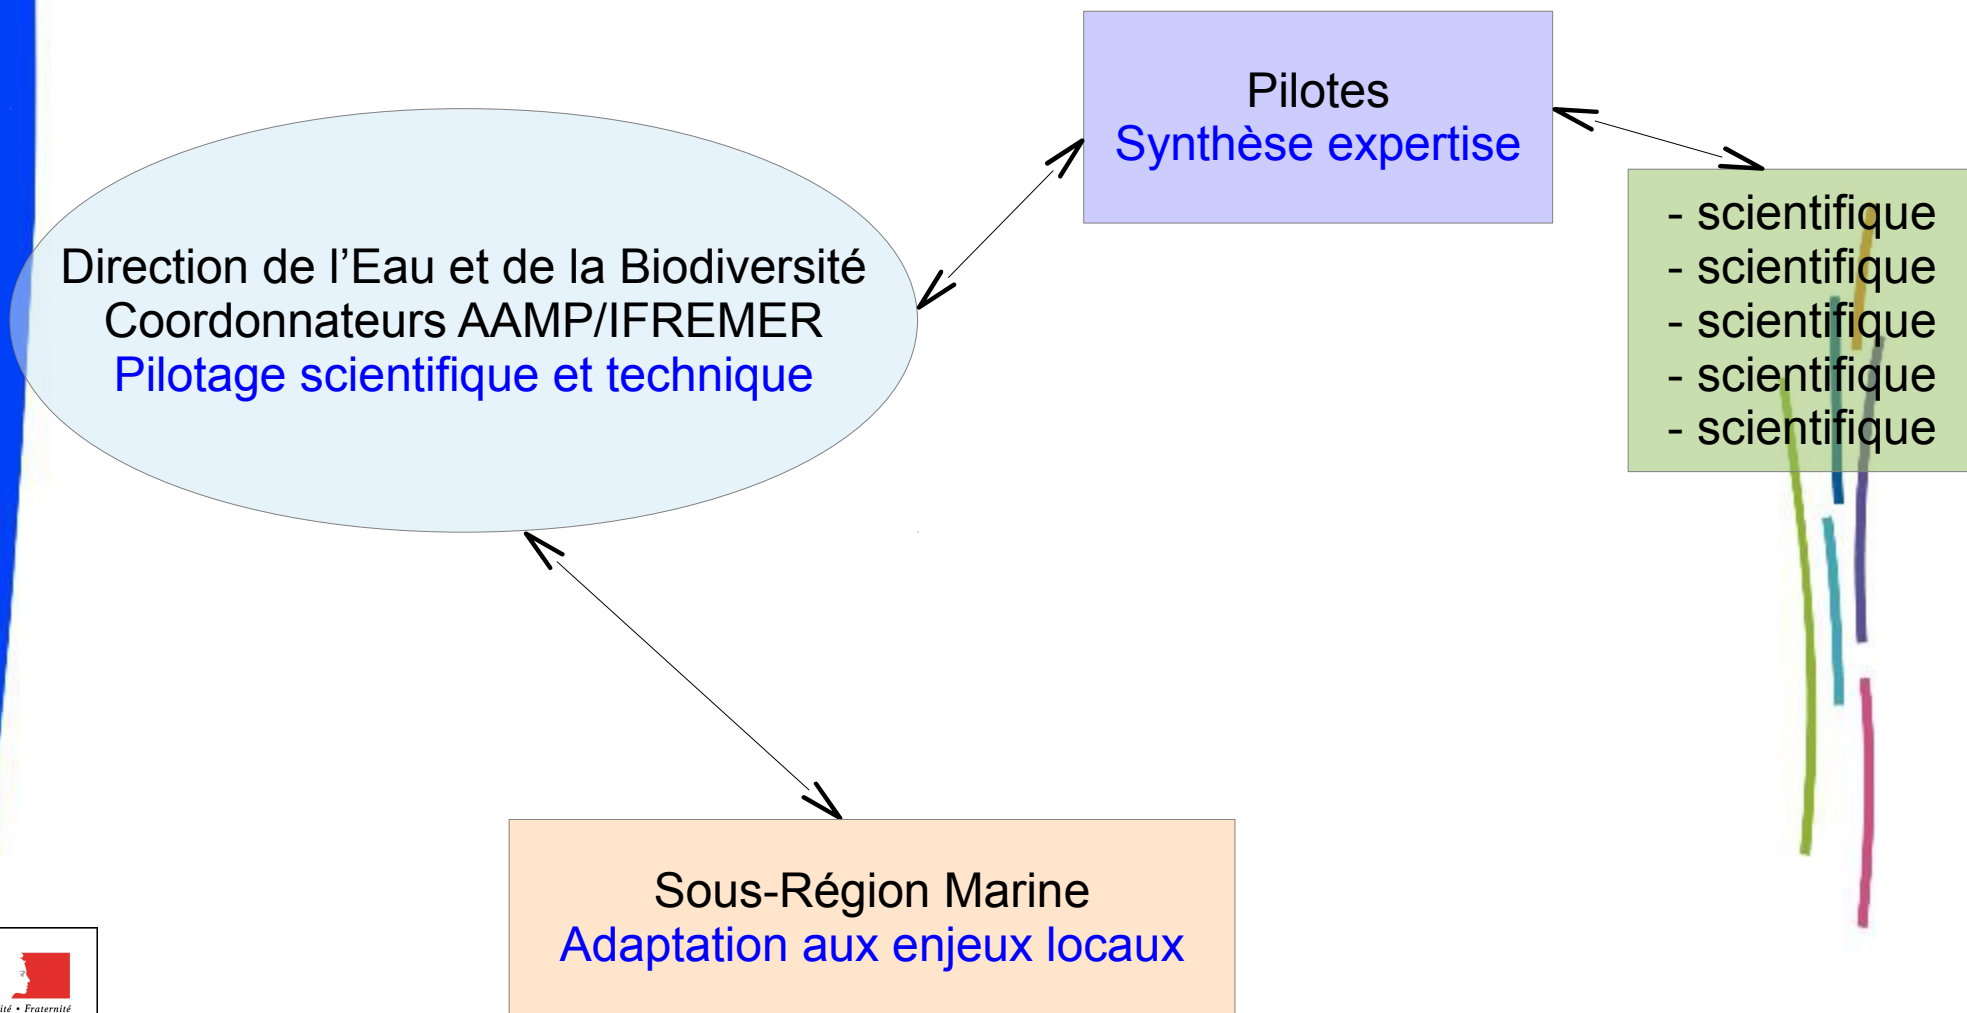 Pilotes
Synthèse expertise
- scientifique
- scientifique
- scientifique
- scientifique
- scientifique
Direction de l’Eau et de la Biodiversité
Coordonnateurs AAMP/IFREMER
Pilotage scientifique et technique
Sous-Région Marine
Adaptation aux enjeux locaux
ité • Fraternité